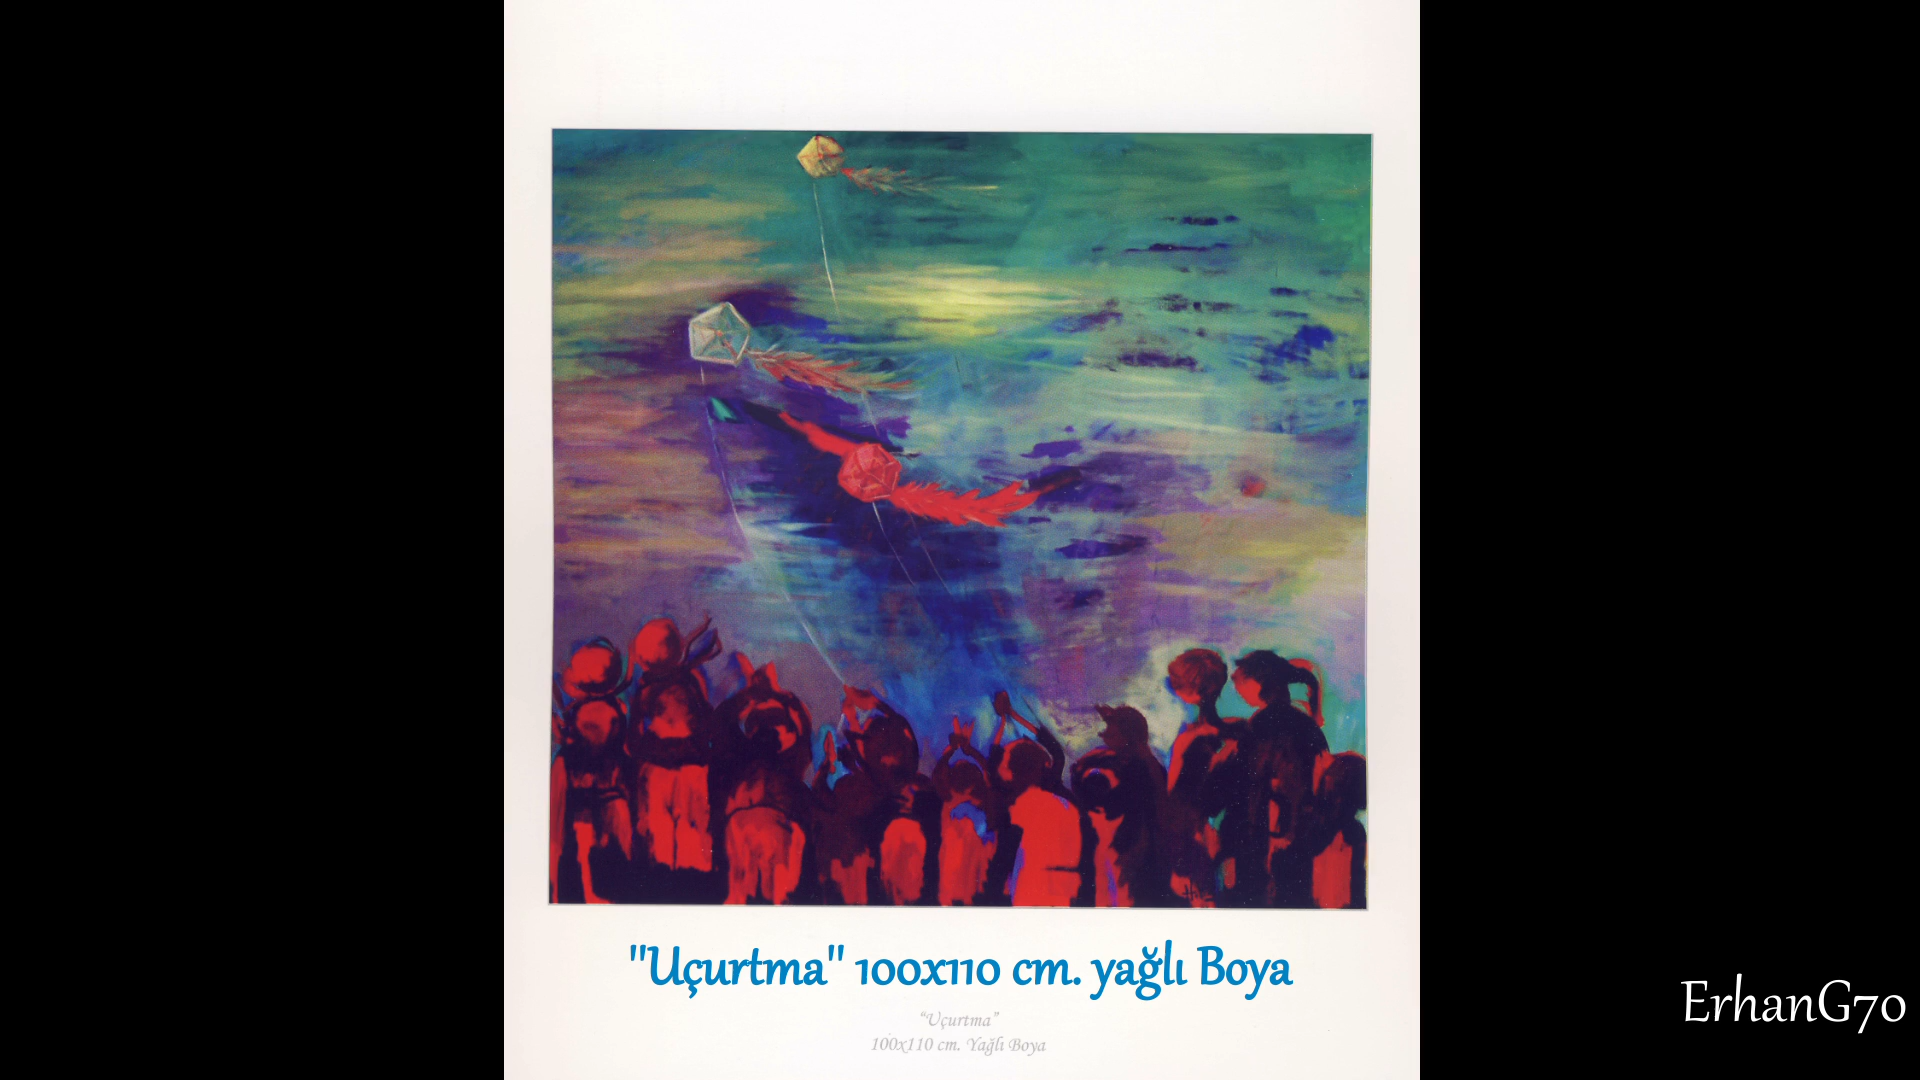 "Uçurtma" 100x110 cm. yağlı Boya
“Uçurtma”
100x110 cm. Yağlı Boya
ErhanG70